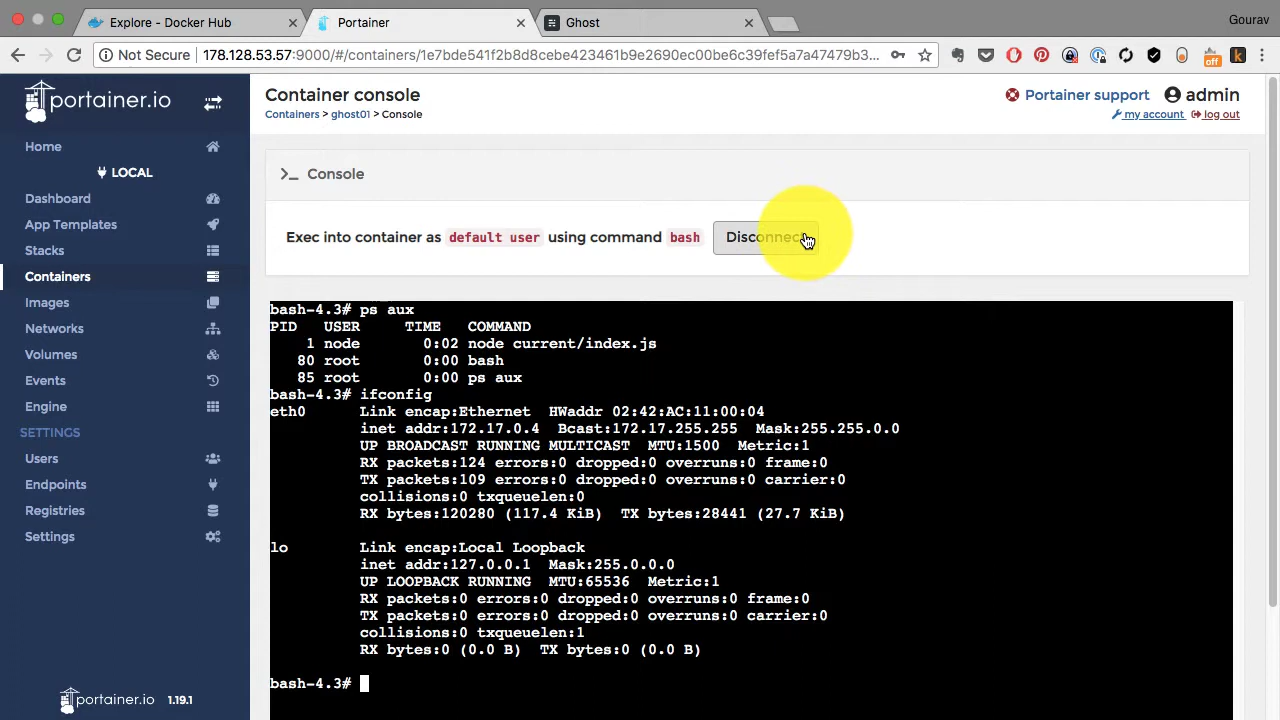 Explore - Docker Hub
Portainer
Ghost
Gourav
Not Secure 178.128.53.57:9000/#/containers/1e7bde541f2b8d8cebe423461b9e2690ec00be6c39fef5a7a47479b3...
off
k
portainer.io
Home
LOCAL
Dashboard
App Templates
Stacks
Containers
Images
Networks
Volumes
Events
Engine
SETTINGS
Users
Endpoints
Registries
Settings
portainer.io 1.19.1
Container console
Containers > ghost01 > Console
Portainer support admin
my account log out
>_ Console
Exec into container as default user using command bash Disconnect
bash-4.3# ps aux
PID USER TIME COMMAND
1 node 0:02 node current/index.js
80 root 0:00 bash
85 root 0:00 ps aux
bash-4.3# ifconfig
eth0 Link encap:Ethernet HWaddr 02:42:AC:11:00:04
inet addr:172.17.0.4 Bcast:172.17.255.255 Mask:255.255.0.0
UP BROADCAST RUNNING MULTICAST MTU:1500 Metric:1
RX packets:124 errors:0 dropped:0 overruns:0 frame:0
TX packets:109 errors:0 dropped:0 overruns:0 carrier:0
collisions:0 txqueuelen:0
RX bytes:120280 (117.4 KiB) TX bytes:28441 (27.7 KiB)
lo Link encap:Local Loopback
inet addr:127.0.0.1 Mask:255.0.0.0
UP LOOPBACK RUNNING MTU:65536 Metric:1
RX packets:0 errors:0 dropped:0 overruns:0 frame:0
TX packets:0 errors:0 dropped:0 overruns:0 carrier:0
collisions:0 txqueuelen:1
RX bytes:0 (0.0 B) TX bytes:0 (0.0 B)
bash-4.3#